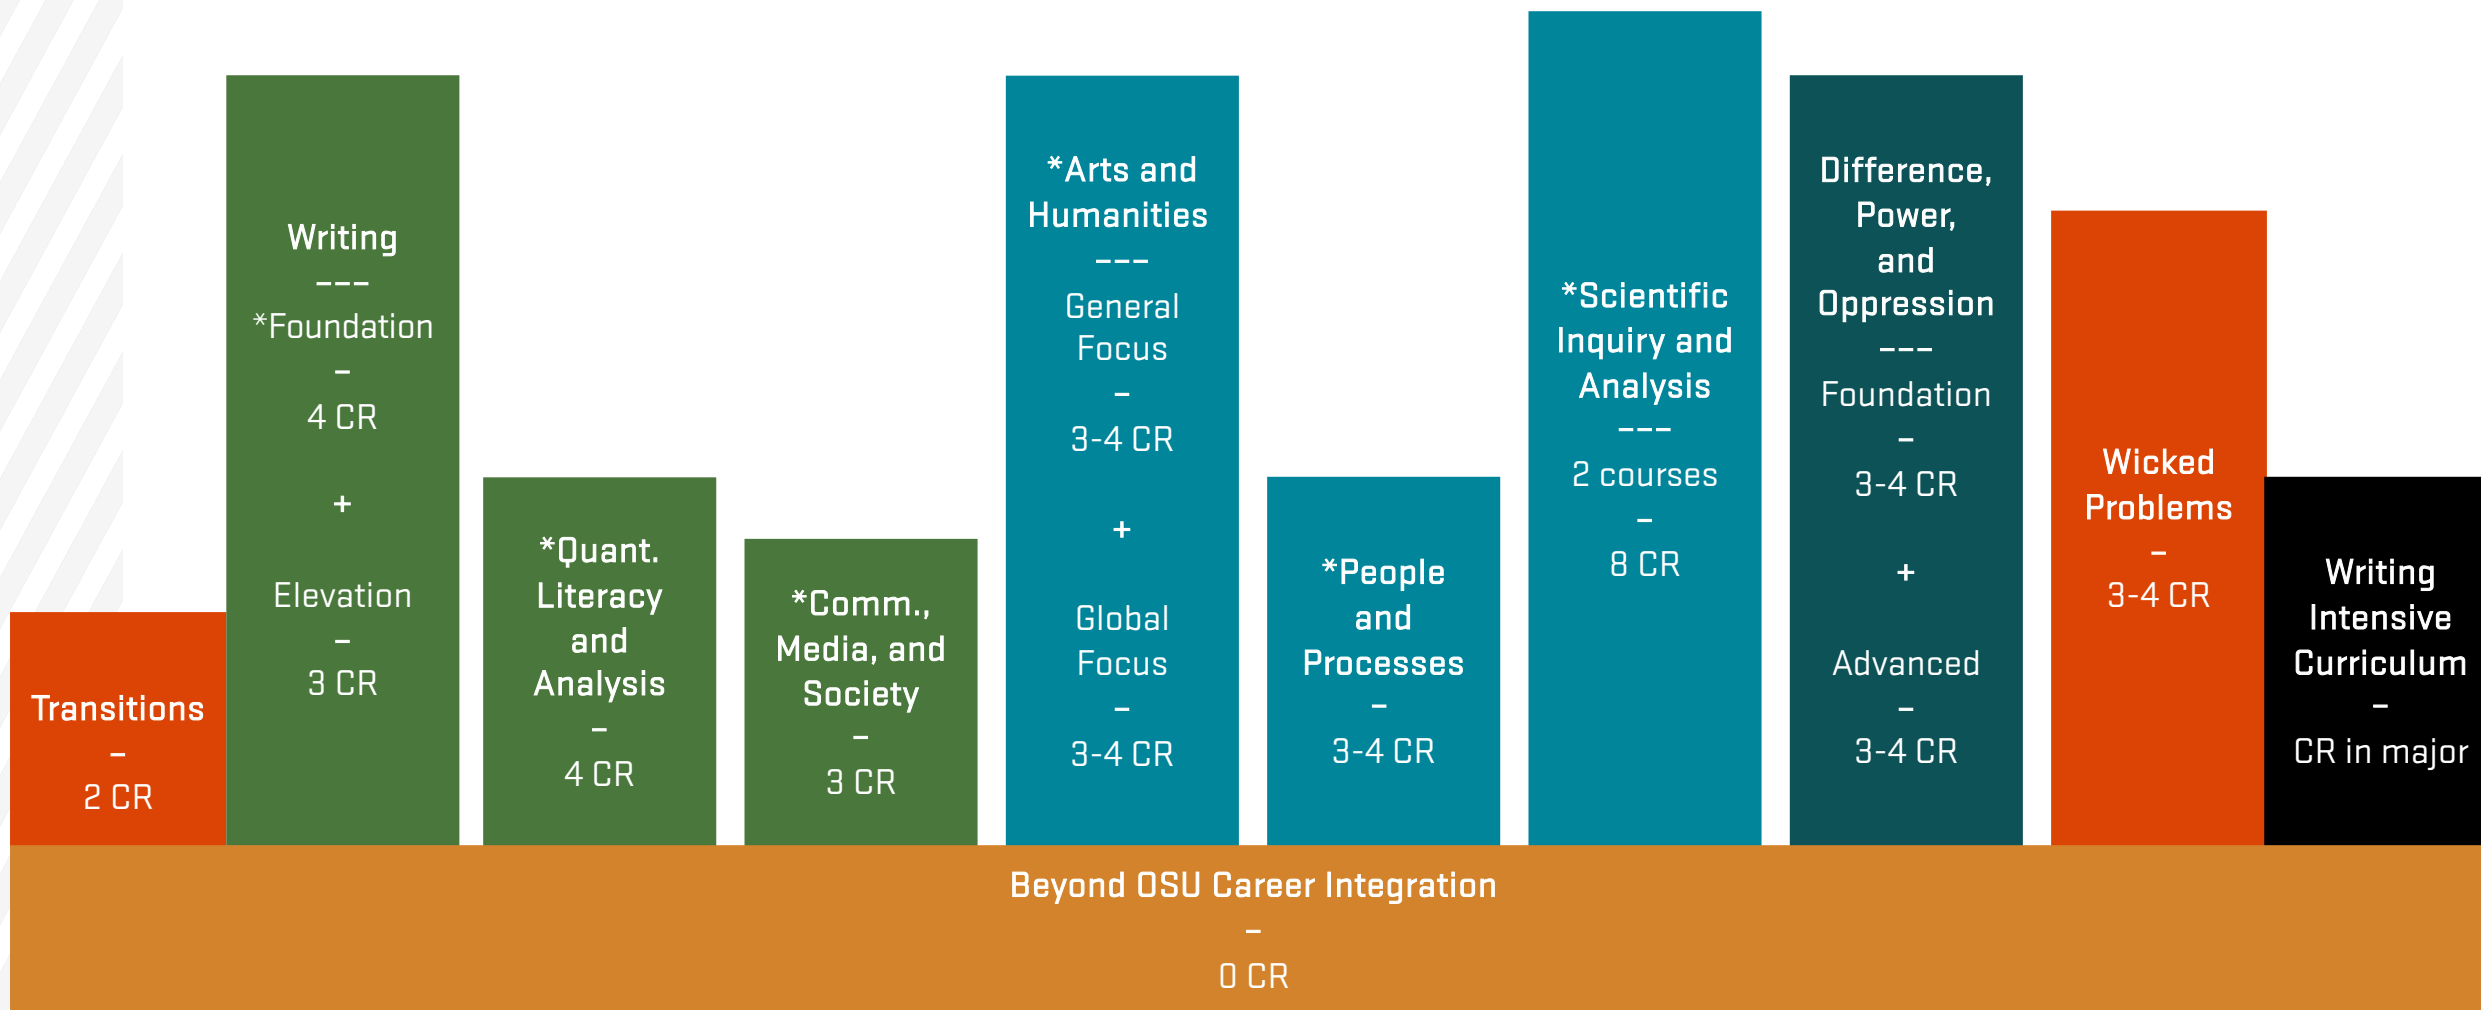 Transitions
–
2 CR
Writing
---
*Foundation
–
4 CR
+
Elevation
–
3 CR
*Quant.
Literacy
and
Analysis
–
4 CR
*Comm.,
Media, and
Society
–
3 CR
*Arts and
Humanities
---
General
Focus
–
3-4 CR
+
Global
Focus
–
3-4 CR
*People
and
Processes
–
3-4 CR
*Scientific
Inquiry and
Analysis
---
2 courses
–
8 CR
Difference,
Power,
and
Oppression
---
Foundation
–
3-4 CR
+
Advanced
–
3-4 CR
Wicked
Problems
–
3-4 CR
Writing
Intensive
Curriculum
–
CR in major
Beyond OSU Career Integration
–
0 CR